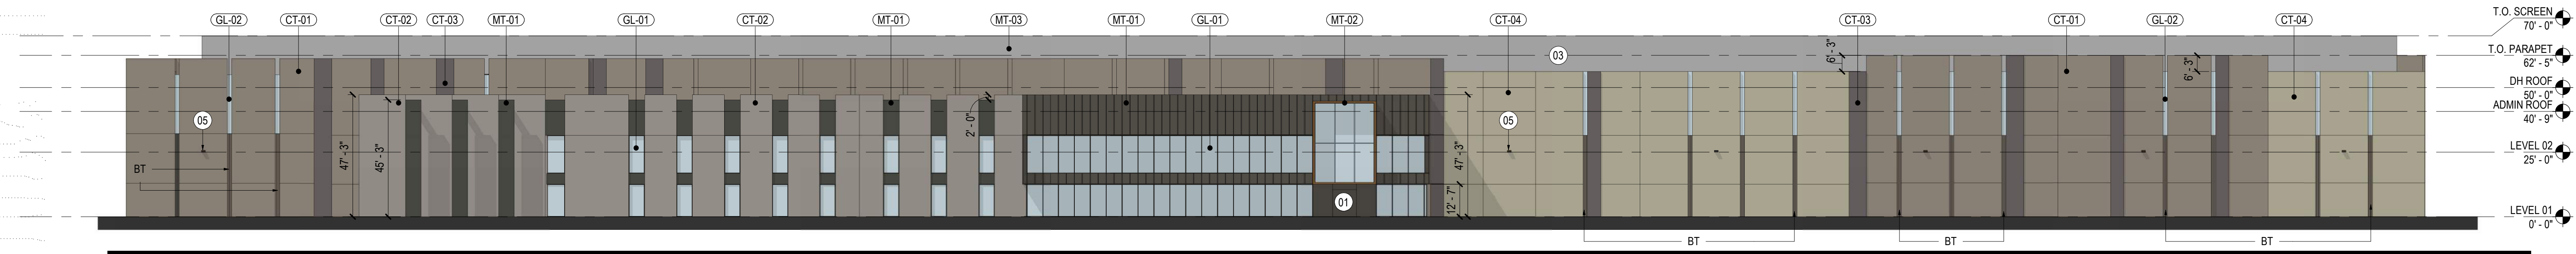 GL-02
CT-01
CT-02
CT-03
MT-01
GL-01
CT-02
MT-01
MT-03
MT-01
GL-01
MT-02
CT-04
CT-03
CT-01
GL-02
CT-04
T.O. SCREEN
70' - 0"
03
6' - 3"
6' - 3"
T.O. PARAPET
62' - 5"
DH ROOF
50' - 0"
ADMIN ROOF
40' - 9"
05
2' - 0"
05
47' - 3"
45' - 3"
47' - 3"
LEVEL 02
25' - 0"
BT
12' - 7"
01
LEVEL 01
0' - 0"
BT
BT
BT